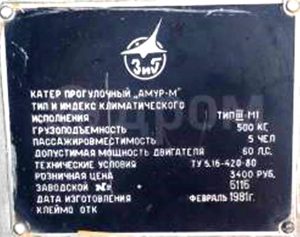 ЗиГ
КАТЕР ПРОГУЛОЧНЫЙ „АМУР-М"
ТИП И ИНДЕКС КЛИМАТИЧЕСКОГО
ИСПОЛНЕНИЯ ТИП III М1
ГРУЗОПОДЪЕМНОСТЬ 500 КГ
ПАССАЖИРОВМЕСТИМОСТЬ 5 ЧЕЛ
ДОПУСТИМАЯ МОЩНОСТЬ ДВИГАТЕЛЯ 60 Л.С.
ТЕХНИЧЕСКИЕ УСЛОВИЯ ТУ 5.16-420-80
РОЗНИЧНАЯ ЦЕНА 3400 РУБ.
ЗАВОДСКОЙ № 5116
ДАТА ИЗГОТОВЛЕНИЯ ФЕВРАЛЬ 1981г.
КЛЕЙМО ОТК